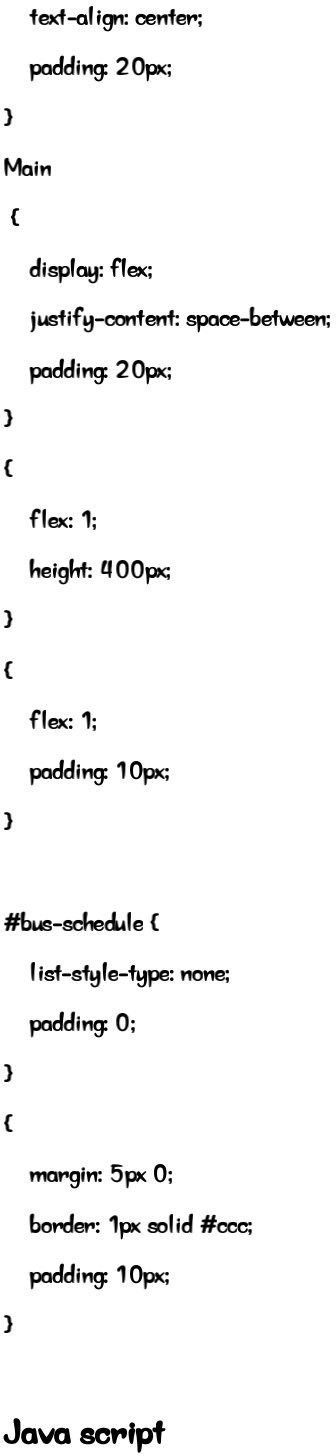 text-align: center;
padding: 20px;
}
Main
{
display: flex;
justify-content: space-between;
padding: 20px;
}
{
flex: 1;
height: 400px;
}
{
flex: 1;
padding: 10px;
}
#bus-schedule {
list-style-type: none;
padding: 0;
}
{
margin: 5px 0;
border: 1px solid #ccc;
padding: 10px;
}
Java script